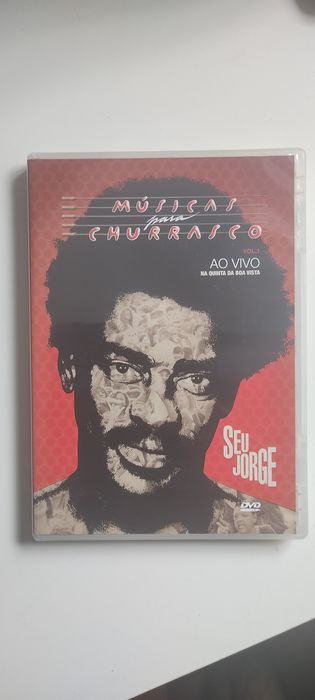 MÚSICAS
para
CHURRASCO
VOL.1
AO VIVO
NA QUINTA DA BOA VISTA
SEU
JORGE
DVD